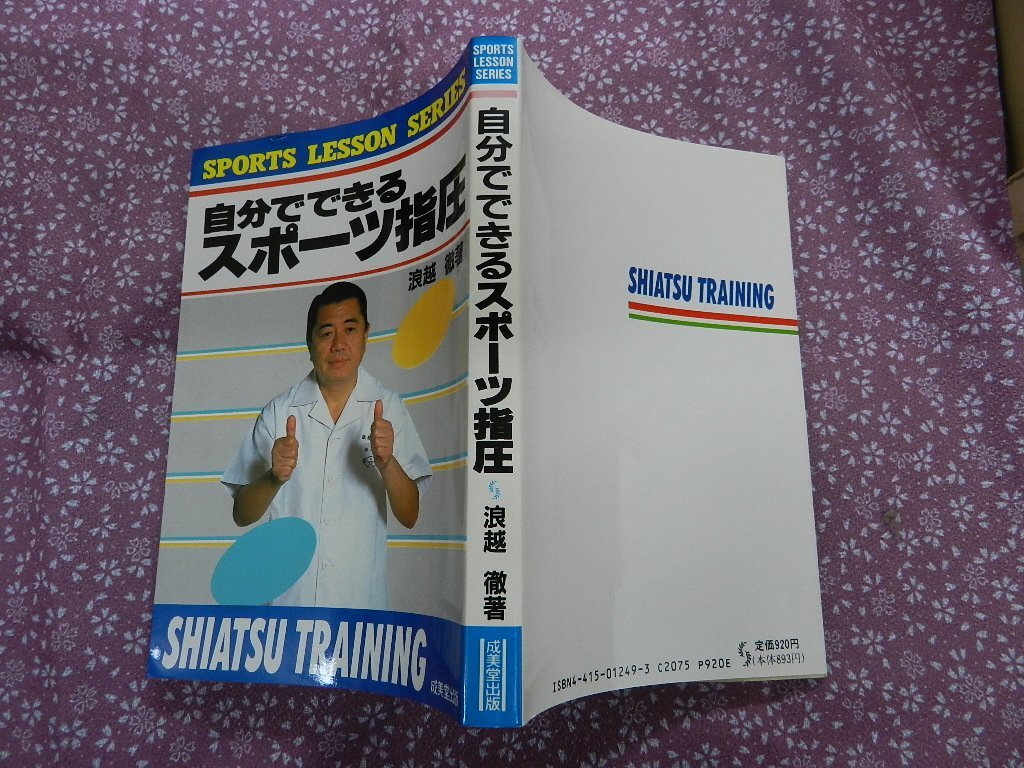 SPORTS LESSON SERIES
自分でできる
スポーツ指圧
浪越 徹著
SHIATSU TRAINING
成美堂出版
SPORTS
LESSON
SERIES
自分でできるスポーツ指圧
浪越 徹著
成美堂出版
SHIATSU TRAINING
定価920円
(本体893円)
ISBN4-415-01249-3 C2075 P920E